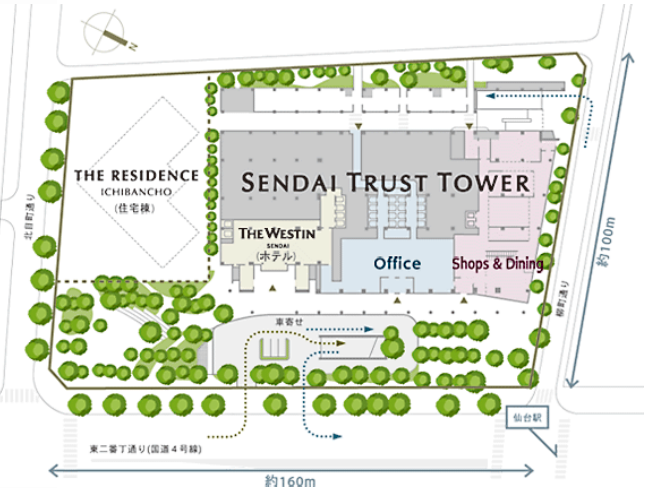 N
THE RESIDENCE
ICHIBANCHO
(住宅棟)
SENDAI TRUST TOWER
THE WESTIN
SENDAI
(ホテル)
Office
Shops & Dining
北目町通り
柳町通り
約100m
車寄せ
仙台駅
東二番丁通り(国道4号線)
約160m